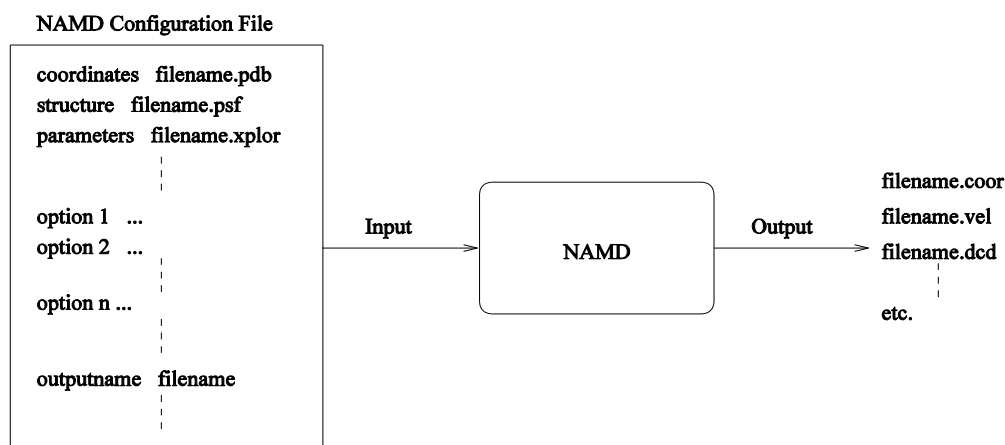 NAMD Configuration File
coordinates filename.pdb
structure filename.psf
parameters filename.xplor
option 1 ...
option 2 ...
option n ...
outputname filename
Input
NAMD
Output
filename.coor
filename.vel
filename.dcd
etc.